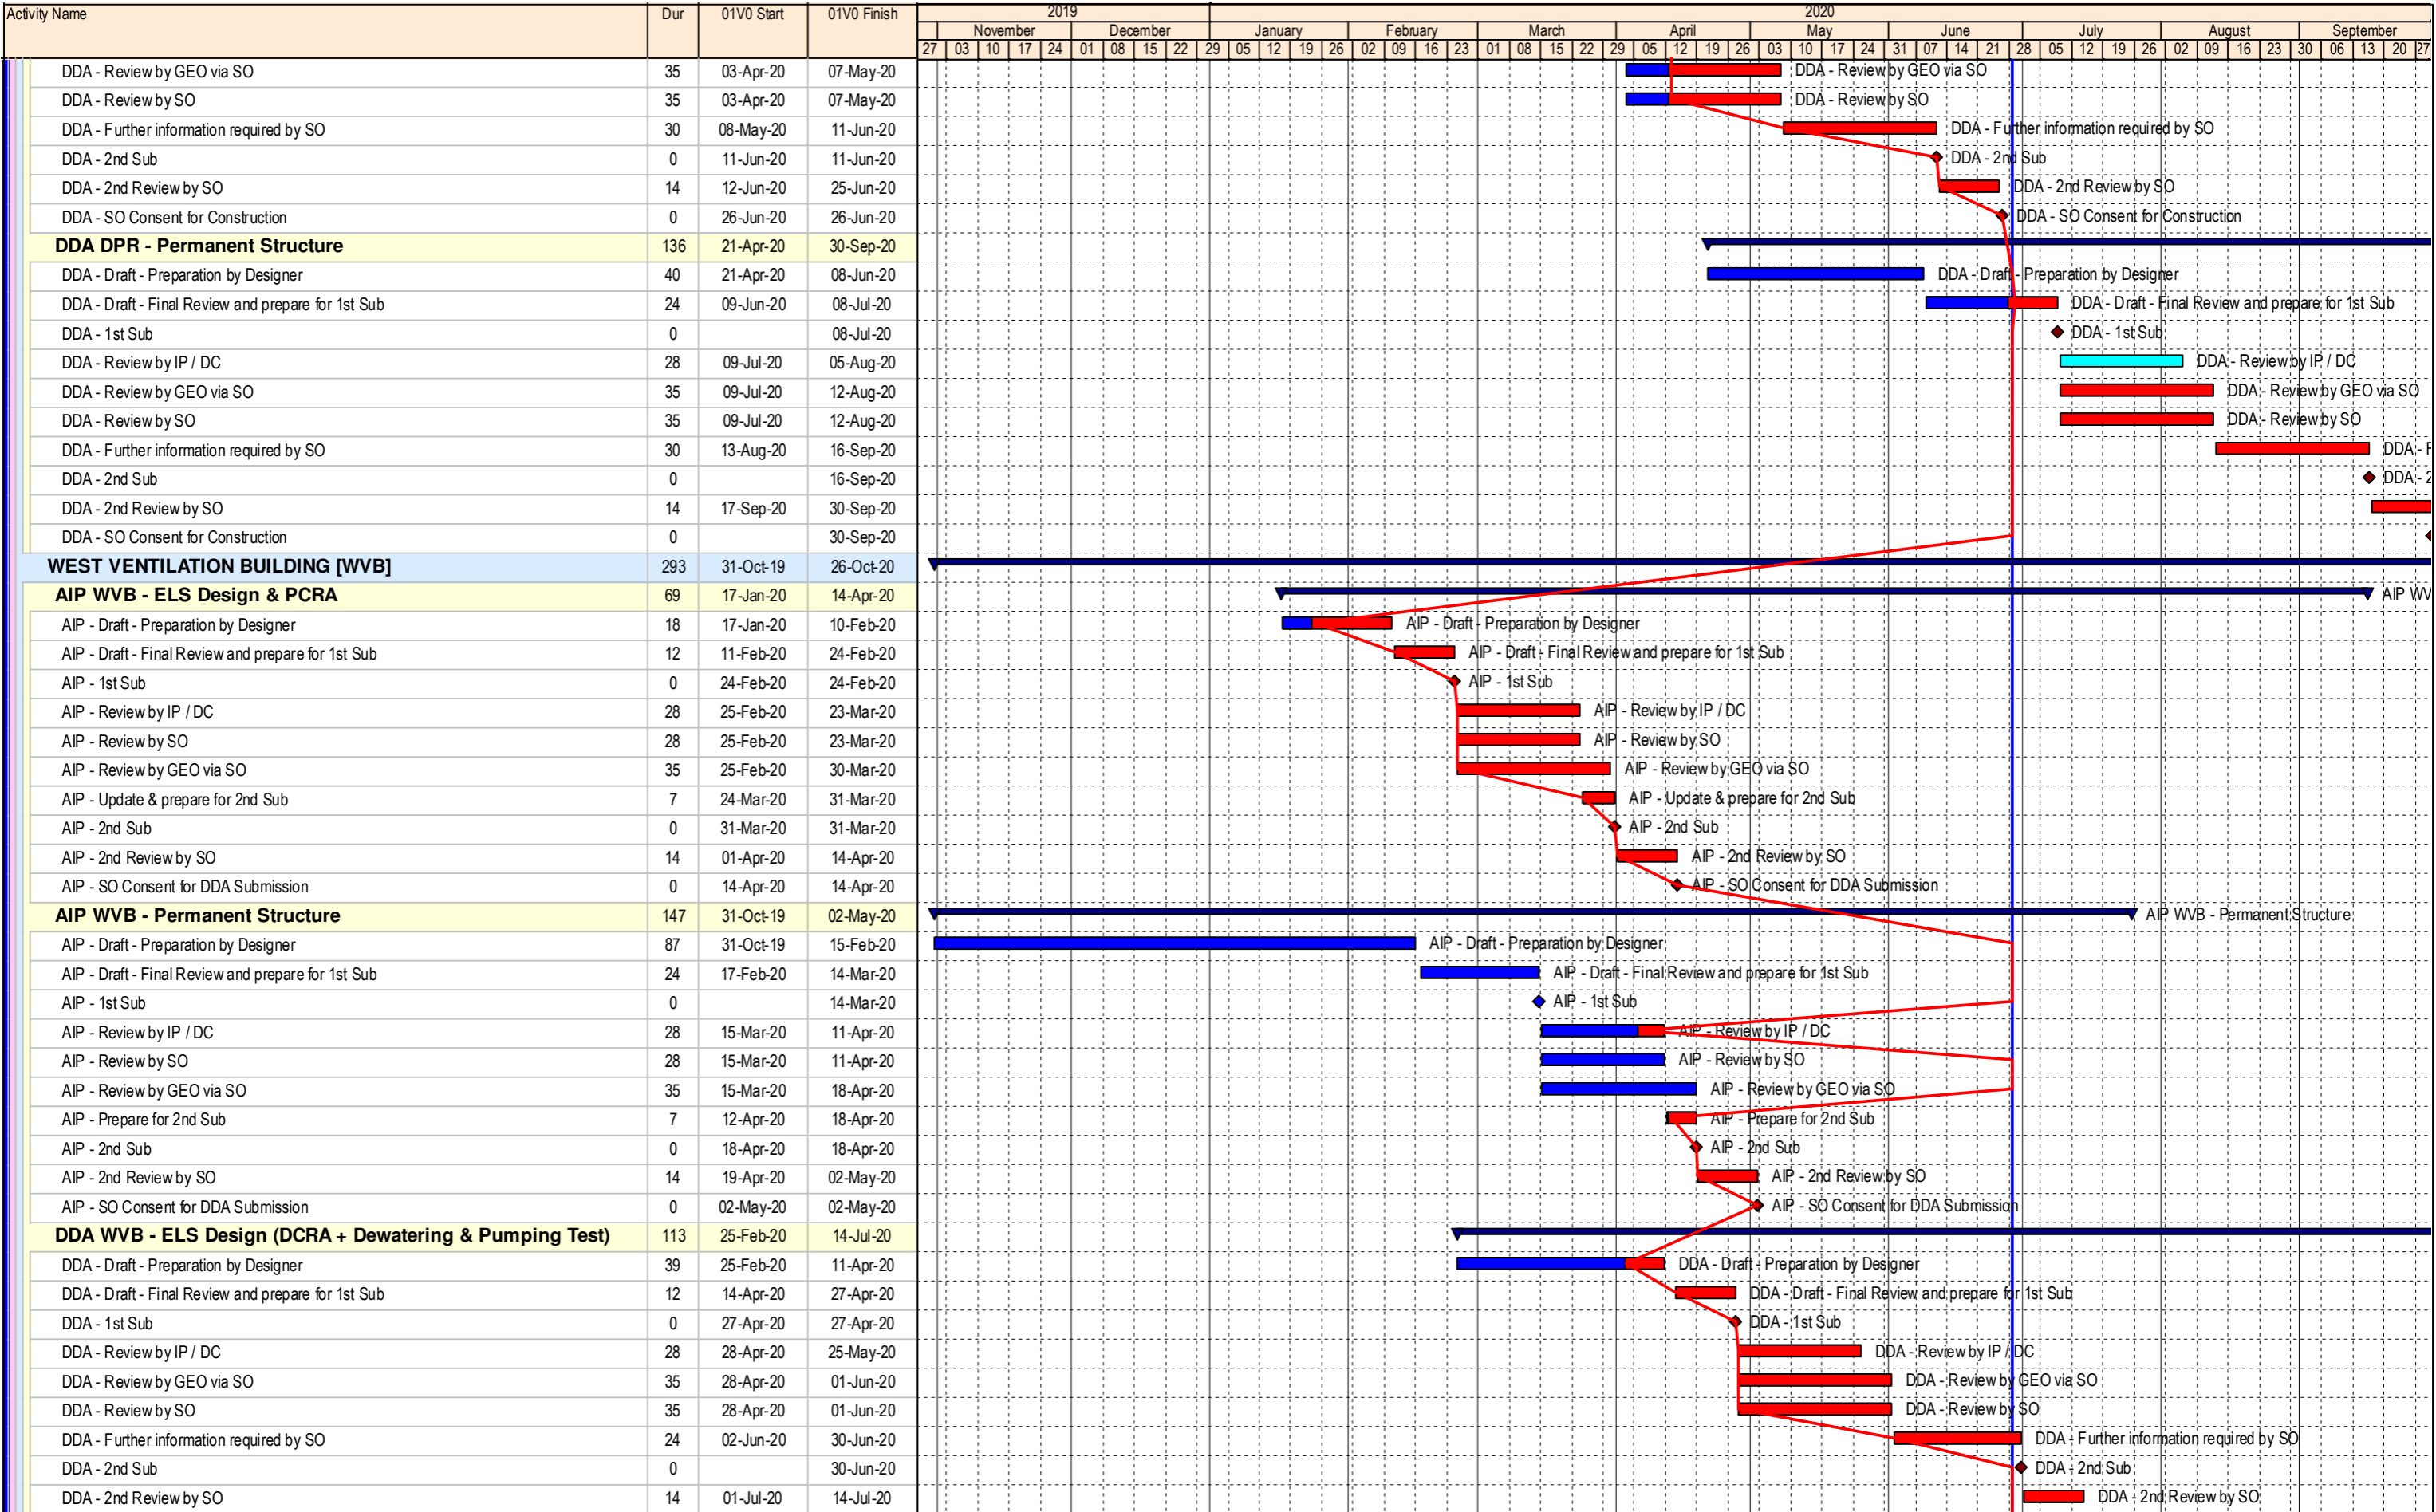 Activity Name Dur 01V0 Start 01V0 Finish 2019 2020
November December January February March April May June July August September
27 03 10 17 24 01 08 15 22 29 05 12 19 26 02 09 16 23 01 08 15 22 29 05 12 19 26 03 10 17 24 31 07 14 21 28 05 12 19 26 02 09 16 23 30 06 13 20 27
DDA - Review by GEO via SO 35 03-Apr-20 07-May-20 DDA - Review by GEO via SO
DDA - Review by SO 35 03-Apr-20 07-May-20 DDA - Review by SO
DDA - Further information required by SO 30 08-May-20 11-Jun-20 DDA - Further information required by SO
DDA - 2nd Sub 0 11-Jun-20 11-Jun-20 DDA - 2nd Sub
DDA - 2nd Review by SO 14 12-Jun-20 25-Jun-20 DDA - 2nd Review by SO
DDA - SO Consent for Construction 0 26-Jun-20 26-Jun-20 DDA - SO Consent for Construction
DDA DPR - Permanent Structure 136 21-Apr-20 30-Sep-20
DDA - Draft - Preparation by Designer 40 21-Apr-20 08-Jun-20 DDA - Draft - Preparation by Designer
DDA - Draft - Final Review and prepare for 1st Sub 24 09-Jun-20 08-Jul-20 DDA - Draft - Final Review and prepare for 1st Sub
DDA - 1st Sub 0 08-Jul-20 DDA - 1st Sub
DDA - Review by IP / DC 28 09-Jul-20 05-Aug-20 DDA - Review by IP / DC
DDA - Review by GEO via SO 35 09-Jul-20 12-Aug-20 DDA - Review by GEO via SO
DDA - Review by SO 35 09-Jul-20 12-Aug-20 DDA - Review by SO
DDA - Further information required by SO 30 13-Aug-20 16-Sep-20 DDA - F
DDA - 2nd Sub 0 16-Sep-20 DDA - 2
DDA - 2nd Review by SO 14 17-Sep-20 30-Sep-20
DDA - SO Consent for Construction 0 30-Sep-20
WEST VENTILATION BUILDING [WVB] 293 31-Oct-19 26-Oct-20
AIP WVB - ELS Design & PCRA 69 17-Jan-20 14-Apr-20 AIP WV
AIP - Draft - Preparation by Designer 18 17-Jan-20 10-Feb-20 AIP - Draft - Preparation by Designer
AIP - Draft - Final Review and prepare for 1st Sub 12 11-Feb-20 24-Feb-20 AIP - Draft - Final Review and prepare for 1st Sub
AIP - 1st Sub 0 24-Feb-20 24-Feb-20 AIP - 1st Sub
AIP - Review by IP / DC 28 25-Feb-20 23-Mar-20 AIP - Review by IP / DC
AIP - Review by SO 28 25-Feb-20 23-Mar-20 AIP - Review by SO
AIP - Review by GEO via SO 35 25-Feb-20 30-Mar-20 AIP - Review by GEO via SO
AIP - Update & prepare for 2nd Sub 7 24-Mar-20 31-Mar-20 AIP - Update & prepare for 2nd Sub
AIP - 2nd Sub 0 31-Mar-20 31-Mar-20 AIP - 2nd Sub
AIP - 2nd Review by SO 14 01-Apr-20 14-Apr-20 AIP - 2nd Review by SO
AIP - SO Consent for DDA Submission 0 14-Apr-20 14-Apr-20 AIP - SO Consent for DDA Submission
AIP WVB - Permanent Structure 147 31-Oct-19 02-May-20 AIP WVB - Permanent Structure
AIP - Draft - Preparation by Designer 87 31-Oct-19 15-Feb-20 AIP - Draft - Preparation by Designer
AIP - Draft - Final Review and prepare for 1st Sub 24 17-Feb-20 14-Mar-20 AIP - Draft - Final Review and prepare for 1st Sub
AIP - 1st Sub 0 14-Mar-20 AIP - 1st Sub
AIP - Review by IP / DC 28 15-Mar-20 11-Apr-20 AIP - Review by IP / DC
AIP - Review by SO 28 15-Mar-20 11-Apr-20 AIP - Review by SO
AIP - Review by GEO via SO 35 15-Mar-20 18-Apr-20 AIP - Review by GEO via SO
AIP - Prepare for 2nd Sub 7 12-Apr-20 18-Apr-20 AIP - Prepare for 2nd Sub
AIP - 2nd Sub 0 18-Apr-20 18-Apr-20 AIP - 2nd Sub
AIP - 2nd Review by SO 14 19-Apr-20 02-May-20 AIP - 2nd Review by SO
AIP - SO Consent for DDA Submission 0 02-May-20 02-May-20 AIP - SO Consent for DDA Submission
DDA WVB - ELS Design (DCRA + Dewatering & Pumping Test) 113 25-Feb-20 14-Jul-20
DDA - Draft - Preparation by Designer 39 25-Feb-20 11-Apr-20 DDA - Draft - Preparation by Designer
DDA - Draft - Final Review and prepare for 1st Sub 12 14-Apr-20 27-Apr-20 DDA - Draft - Final Review and prepare for 1st Sub
DDA - 1st Sub 0 27-Apr-20 27-Apr-20 DDA - 1st Sub
DDA - Review by IP / DC 28 28-Apr-20 25-May-20 DDA - Review by IP / DC
DDA - Review by GEO via SO 35 28-Apr-20 01-Jun-20 DDA - Review by GEO via SO
DDA - Review by SO 35 28-Apr-20 01-Jun-20 DDA - Review by SO
DDA - Further information required by SO 24 02-Jun-20 30-Jun-20 DDA - Further information required by SO
DDA - 2nd Sub 0 30-Jun-20 DDA - 2nd Sub
DDA - 2nd Review by SO 14 01-Jul-20 14-Jul-20 DDA - 2nd Review by SO